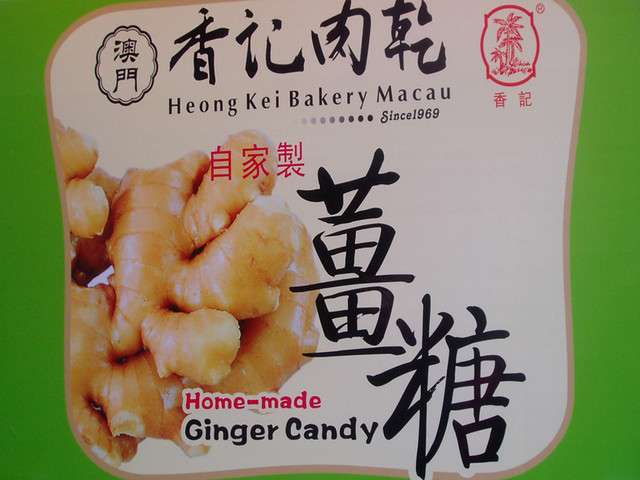 澳門
香記肉乾
®
香記
Heong Kei Bakery Macau
Since1969
自家製
薑糖
Home-made
Ginger Candy